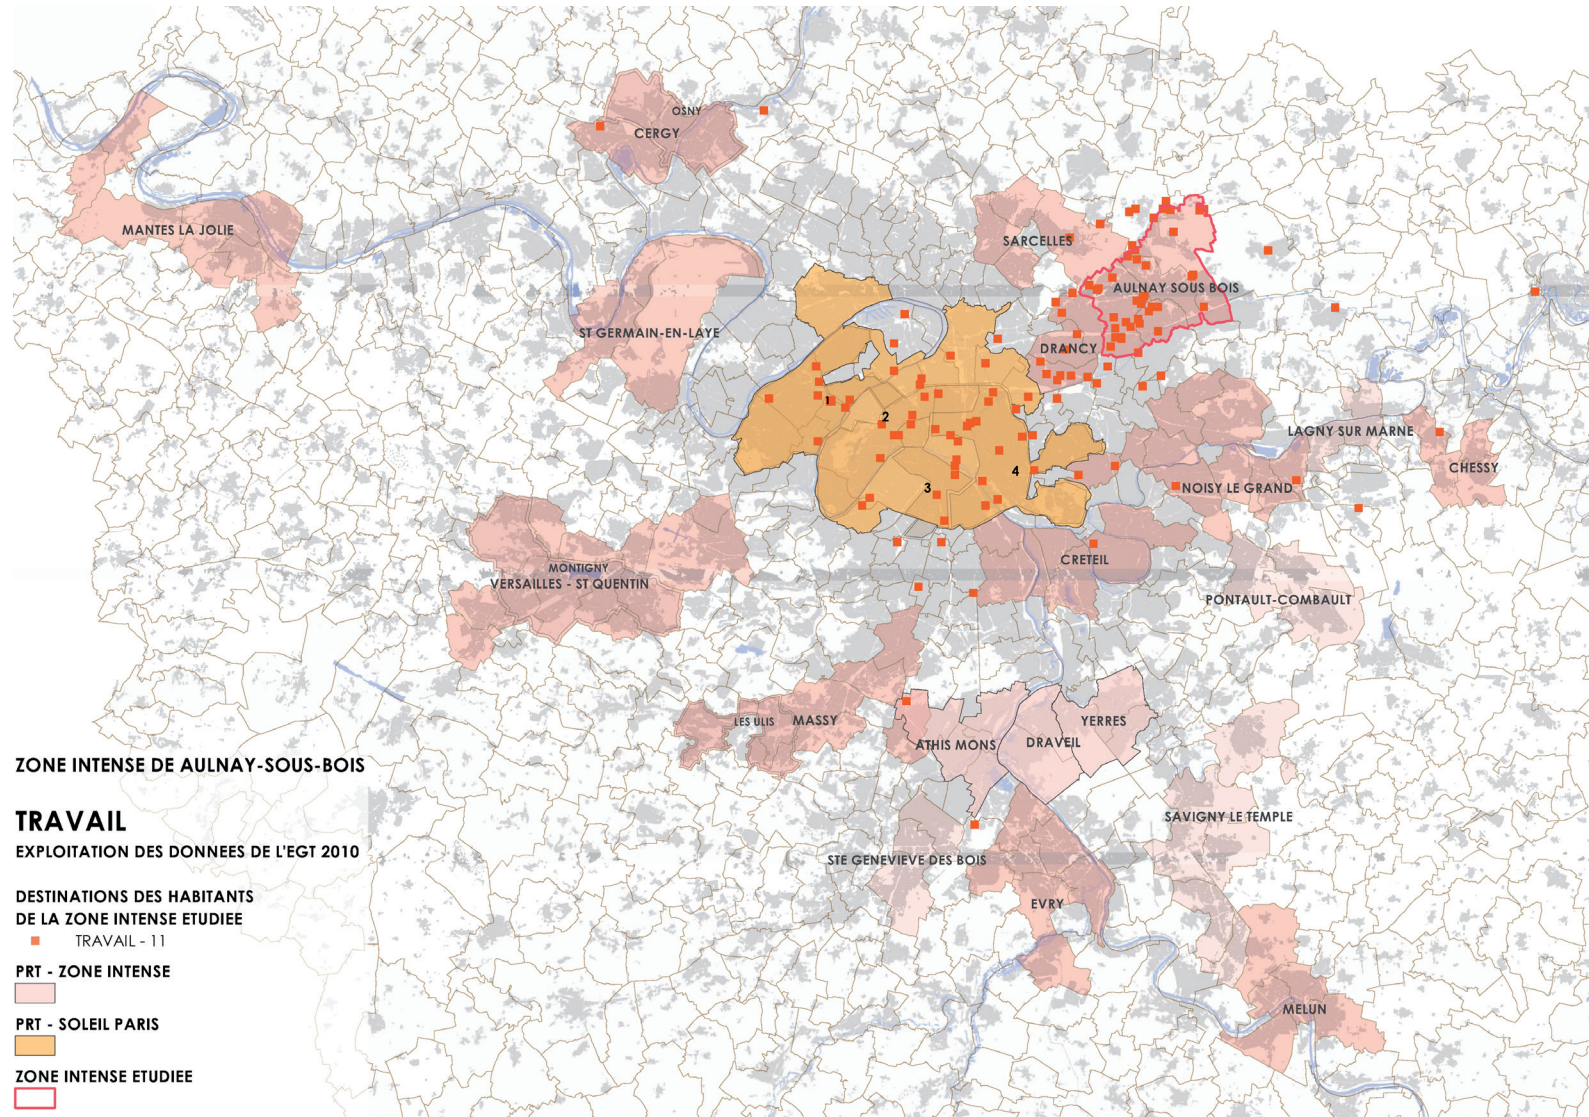 OSNY
CERGY
MANTES LA JOLIE
SARCELLES
AULNAY SOUS BOIS
ST GERMAIN-EN-LAYE
DRANCY
1
2
LAGNY SUR MARNE
CHESSY
4
3
NOISY LE GRAND
MONTIGNY
VERSAILLES - ST QUENTIN
CRETEIL
PONTAULT-COMBAULT
LES ULIS
MASSY
YERRES
ATHIS MONS
DRAVEIL
SAVIGNY LE TEMPLE
STE GENEVIEVE DES BOIS
EVRY
MELUN
ZONE INTENSE DE AULNAY-SOUS-BOIS
TRAVAIL
EXPLOITATION DES DONNEES DE L'EGT 2010
DESTINATIONS DES HABITANTS
DE LA ZONE INTENSE ETUDIEE
TRAVAIL - 11
PRT - ZONE INTENSE
PRT - SOLEIL PARIS
ZONE INTENSE ETUDIEE